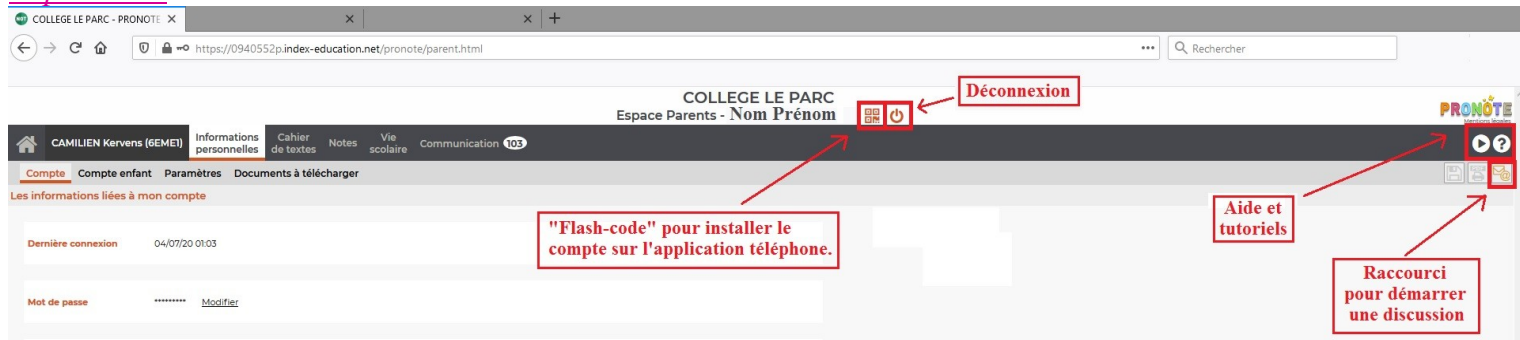 COLLEGE LE PARC - PRONOTE
https://0940552p.index-education.net/pronote/parent.html
Rechercher
COLLEGE LE PARC
Espace Parents - Nom Prénom
Déconnexion
PRONOTE
Mentions légales
CAMILIEN Kervens (6EME1)
Informations personnelles
Cahier de textes
Notes
Vie scolaire
Communication 103
Compte Compte enfant Paramètres Documents à télécharger
Les informations liées à mon compte
Dernière connexion 04/07/20 01:03
"Flash-code" pour installer le
compte sur l'application téléphone.
Aide et
tutoriels
Mot de passe ********* Modifier
Raccourci
pour démarrer
une discussion